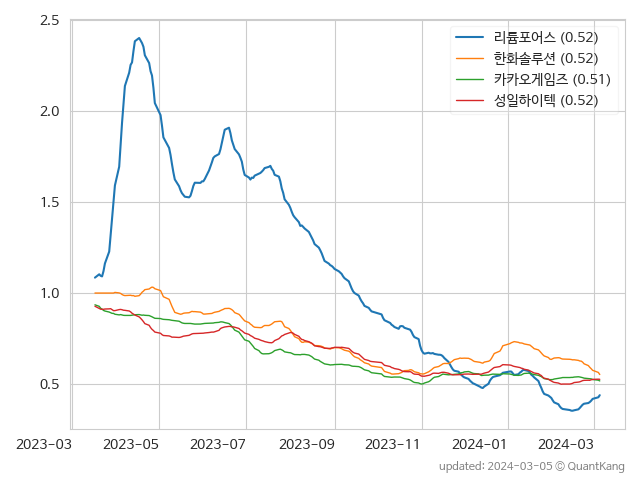 2.5
2.0
1.5
1.0
0.5
리튬포어스 (0.52)
한화솔루션 (0.52)
카카오게임즈 (0.51)
성일하이텍 (0.52)
2023-03 2023-05 2023-07 2023-09 2023-11 2024-01 2024-03
updated: 2024-03-05 © QuantKang